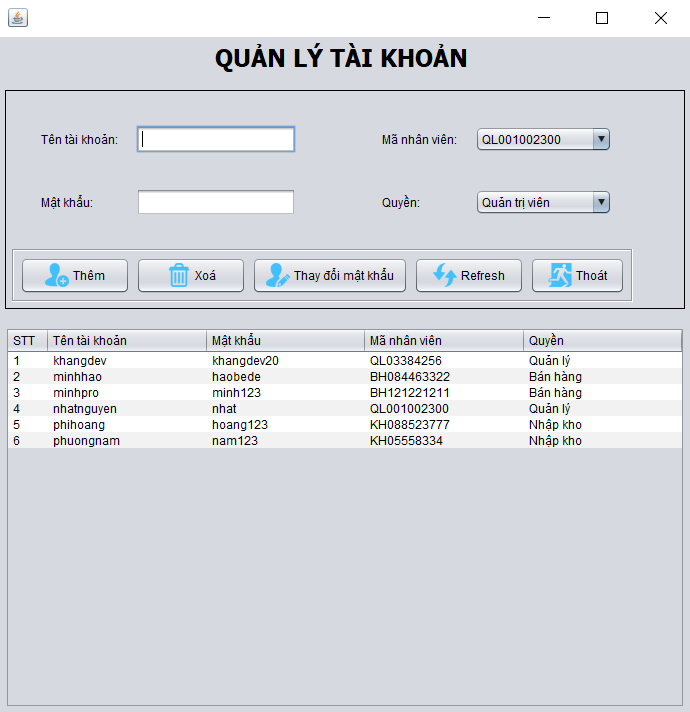 QUẢN LÝ TÀI KHOẢN
Tên tài khoản: Mã nhân viên: QL001002300
Mật khẩu: Quyền: Quản trị viên
Thêm Xoá Thay đổi mật khẩu Refresh Thoát
STT Tên tài khoản Mật khẩu Mã nhân viên Quyền
1 khangdev khangdev20 QL03384256 Quản lý
2 minhhao haobede BH084463322 Bán hàng
3 minhpro minh123 BH121221211 Bán hàng
4 nhatnguyen nhat QL001002300 Quản lý
5 phihoang hoang123 KH088523777 Nhập kho
6 phuongnam nam123 KH05558334 Nhập kho